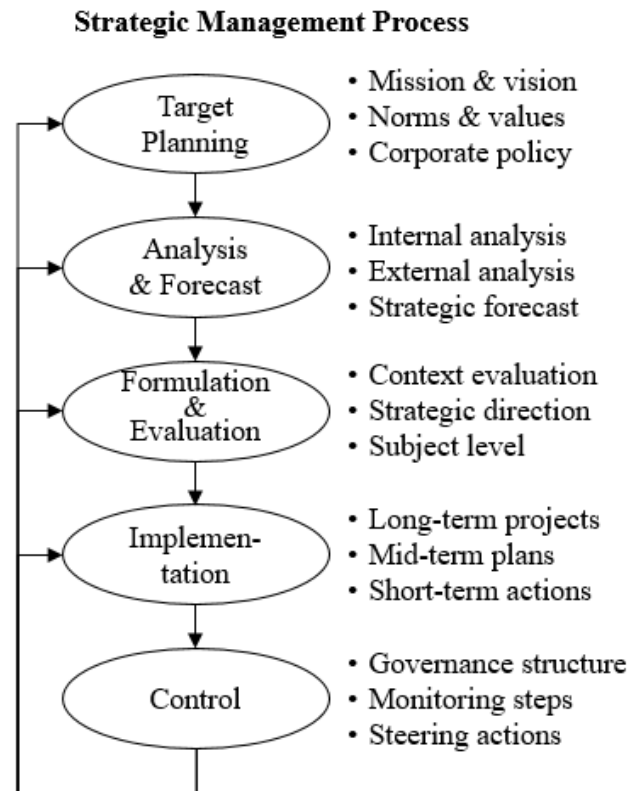 Strategic Management Process
Target
Planning
• Mission & vision
• Norms & values
• Corporate policy
Analysis
& Forecast
• Internal analysis
• External analysis
• Strategic forecast
Formulation
&
Evaluation
• Context evaluation
• Strategic direction
• Subject level
Implemen-
tation
• Long-term projects
• Mid-term plans
• Short-term actions
Control
• Governance structure
• Monitoring steps
• Steering actions